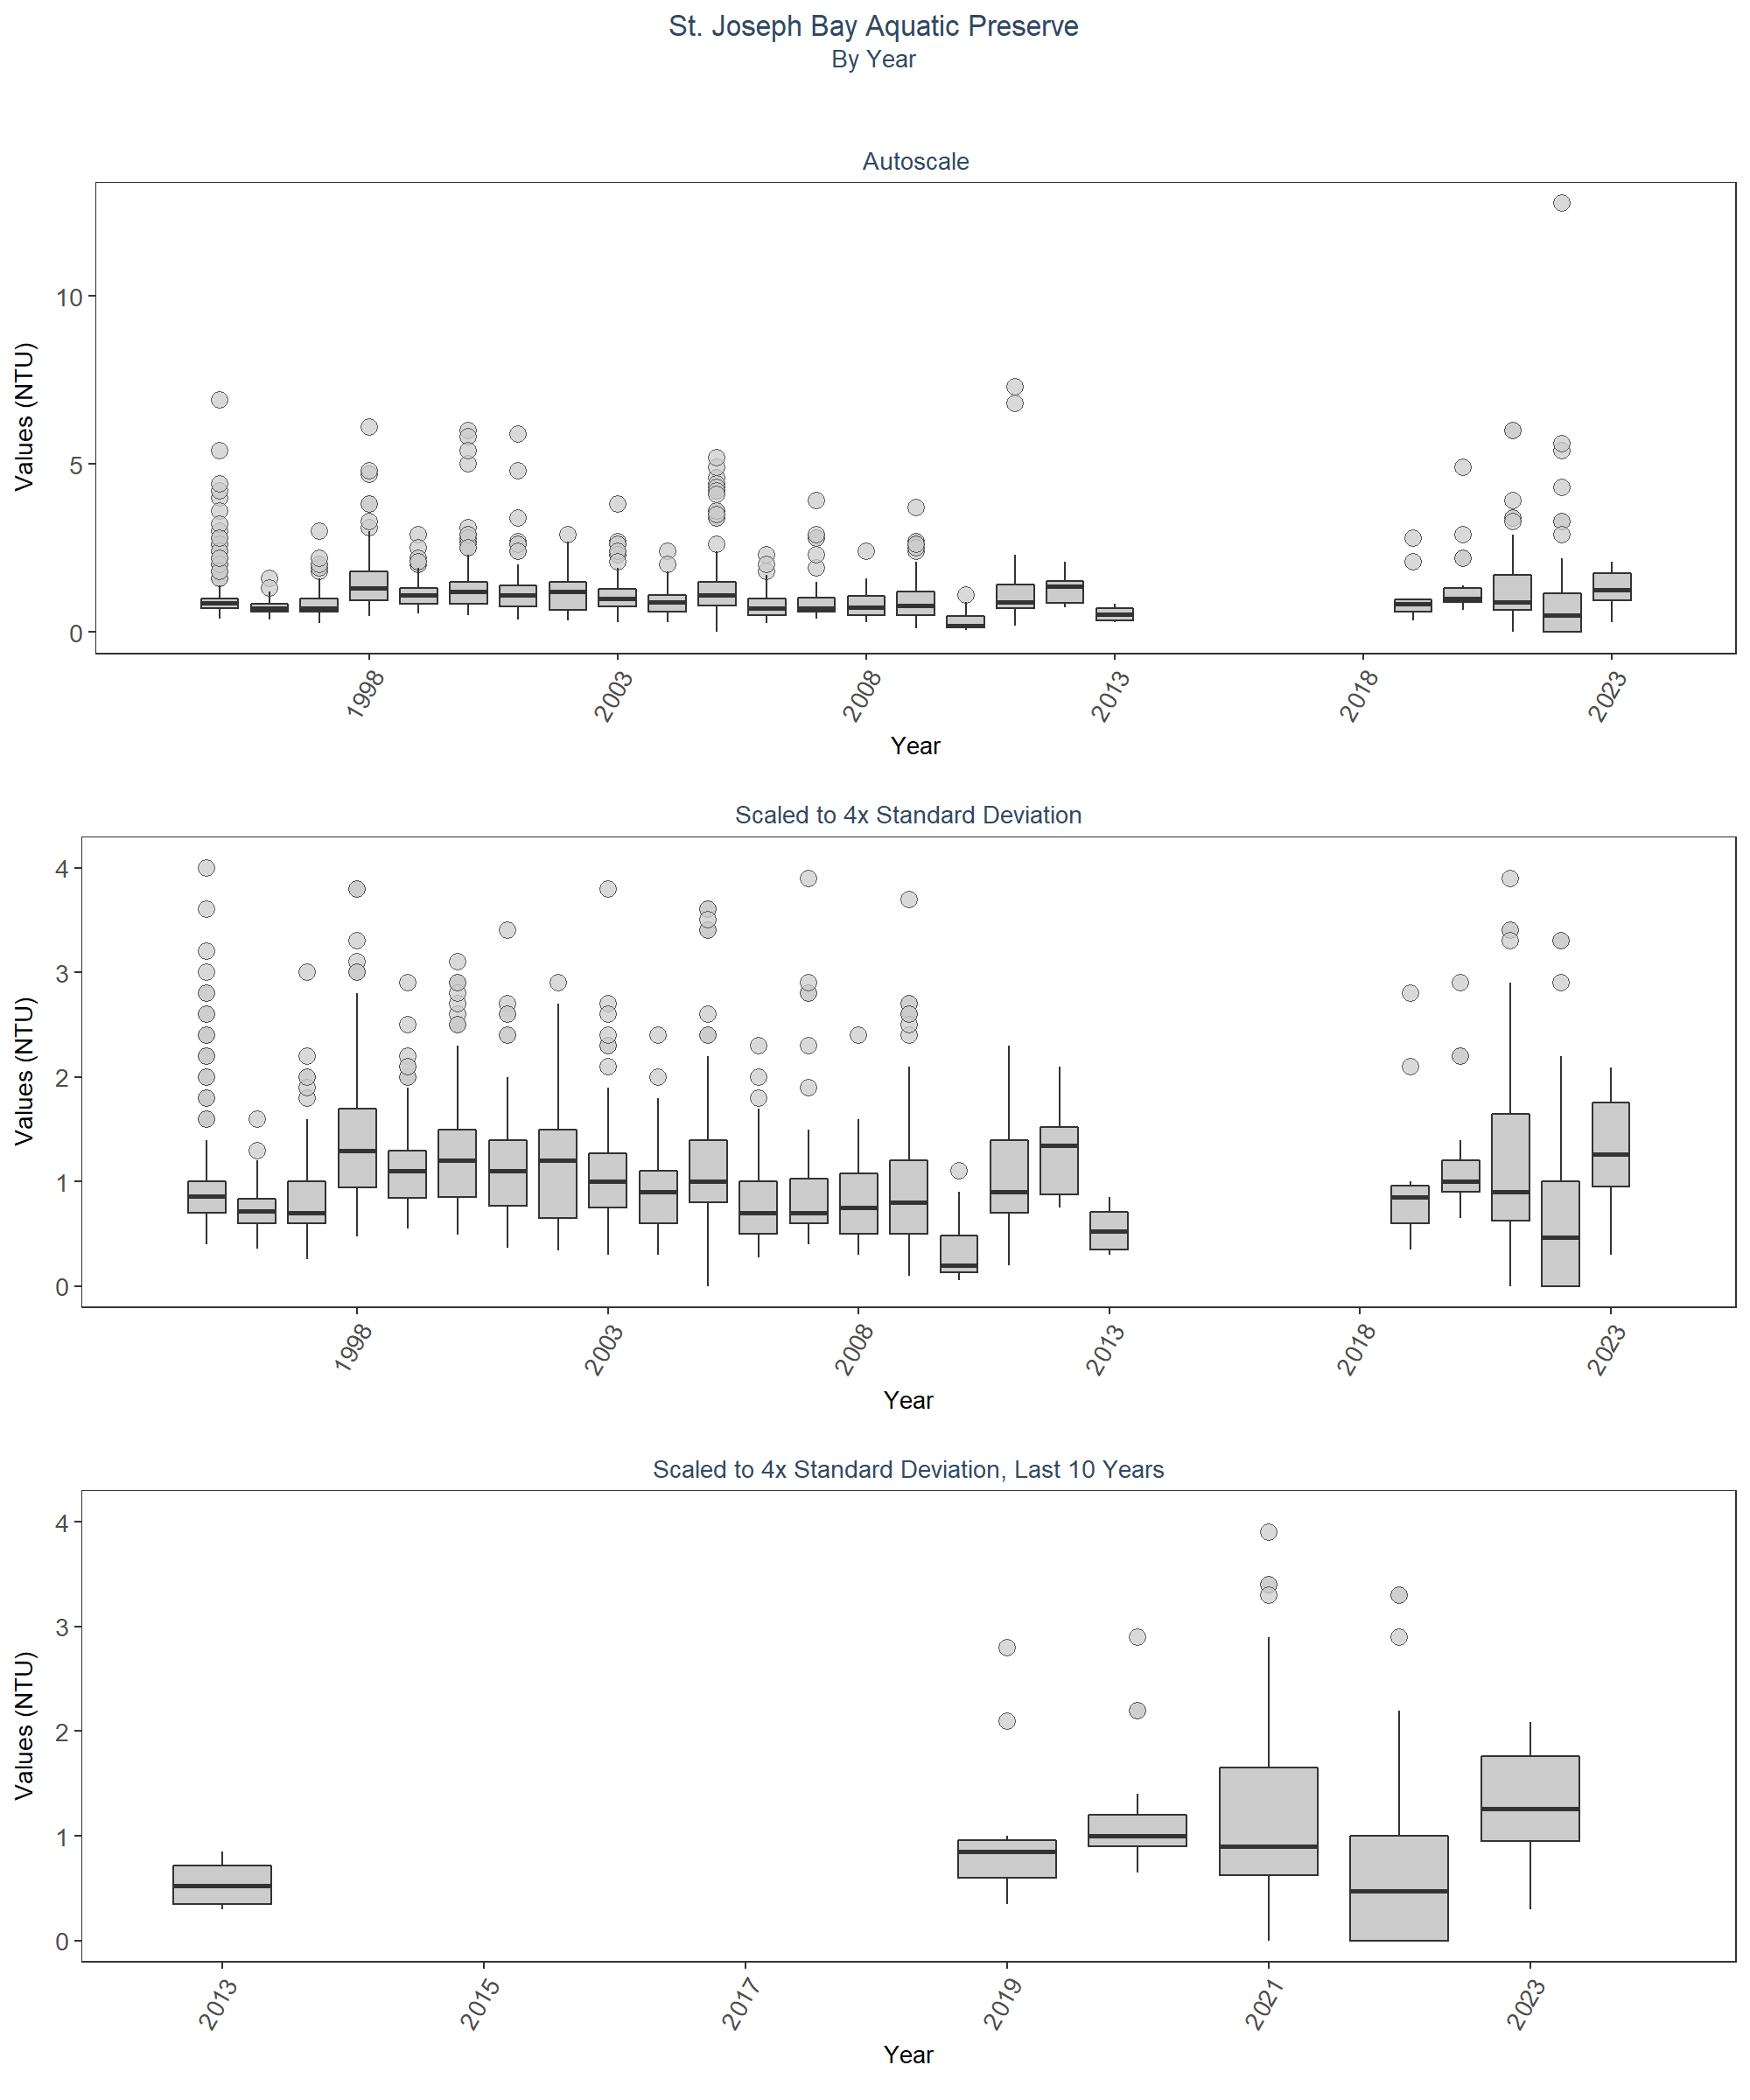 St. Joseph Bay Aquatic Preserve
By Year
Autoscale
Values (NTU)
10
5
0
1998 2003 2008 2013 2018 2023
Year
Scaled to 4x Standard Deviation
Values (NTU)
4
3
2
1
0
1998 2003 2008 2013 2018 2023
Year
Scaled to 4x Standard Deviation, Last 10 Years
Values (NTU)
4
3
2
1
0
2013 2015 2017 2019 2021 2023
Year